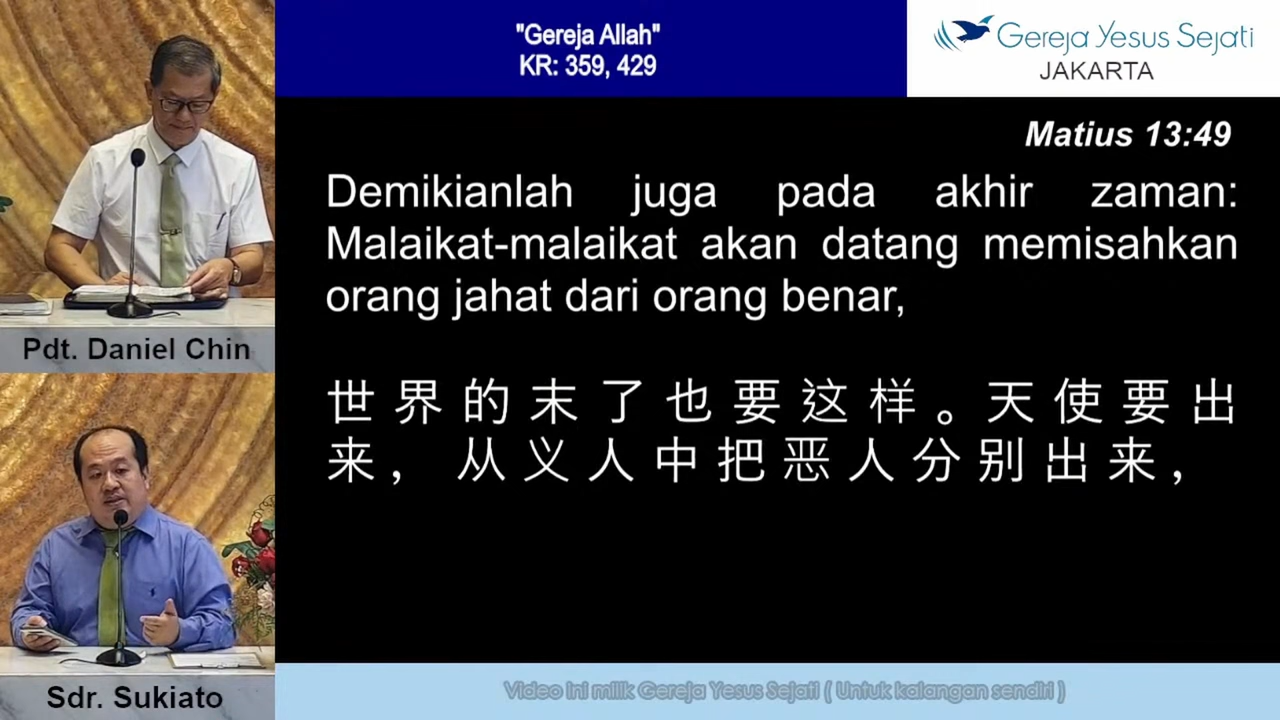 "Gereja Allah"
KR: 359, 429
Gereja Yesus Sejati
JAKARTA
Matius 13:49
Demikianlah juga pada akhir zaman:
Malaikat-malaikat akan datang memisahkan
orang jahat dari orang benar,
世界的末了也要这样。天使要出
来，从义人中把恶人分别出来，
Pdt. Daniel Chin
Sdr. Sukiato
Video ini milik Gereja Yesus Sejati ( Untuk kalangan sendiri )